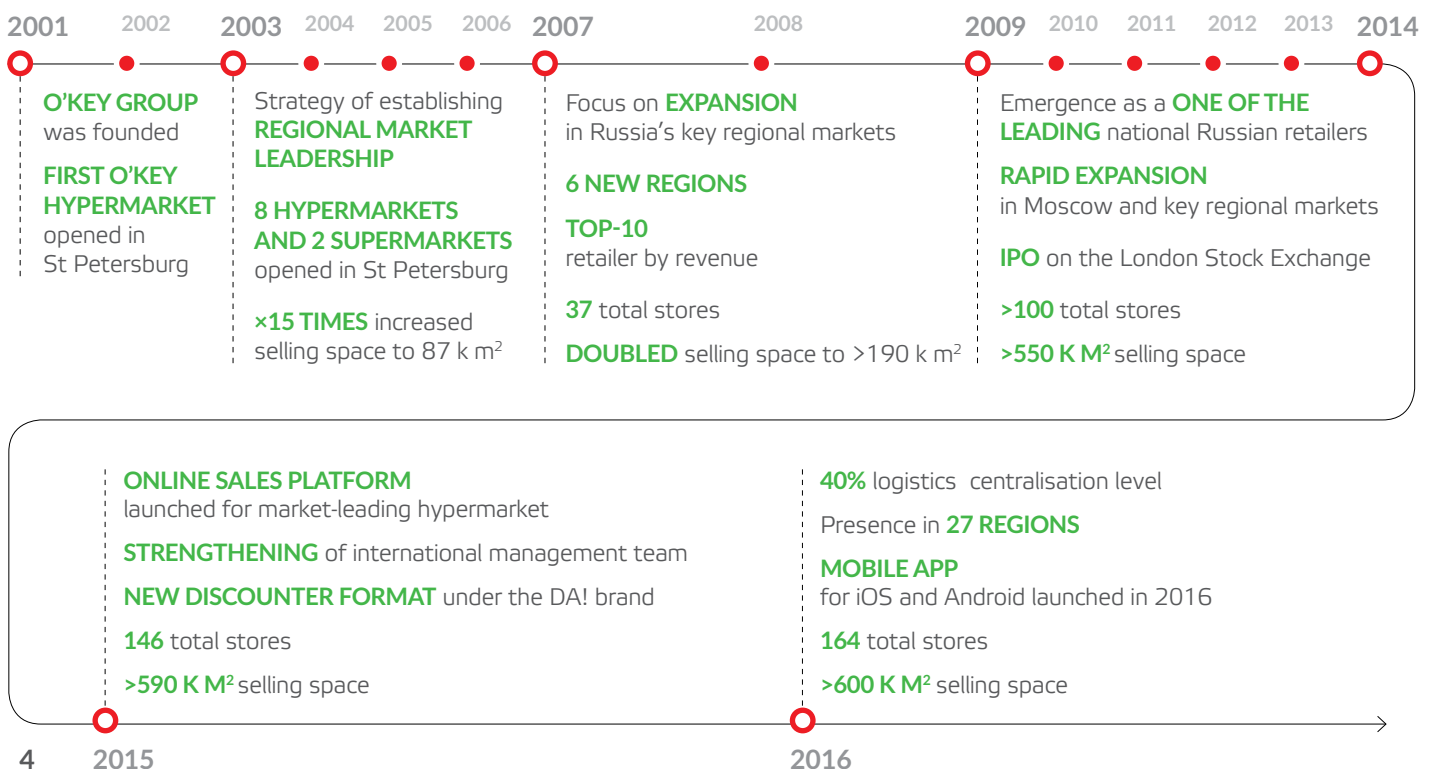 2001 2002 2003 2004 2005 2006 2007 2008 2009 2010 2011 2012 2013 2014
O'KEY GROUP
was founded
FIRST O'KEY
HYPERMARKET
opened in
St Petersburg
Strategy of establishing
REGIONAL MARKET
LEADERSHIP
8 HYPERMARKETS
AND 2 SUPERMARKETS
opened in St Petersburg
×15 TIMES increased
selling space to 87 k m²
Focus on EXPANSION
in Russia's key regional markets
6 NEW REGIONS
TOP-10
retailer by revenue
37 total stores
DOUBLED selling space to >190 k m²
Emergence as a ONE OF THE
LEADING national Russian retailers
RAPID EXPANSION
in Moscow and key regional markets
IPO on the London Stock Exchange
>100 total stores
>550 K M² selling space
ONLINE SALES PLATFORM
launched for market-leading hypermarket
STRENGTHENING of international management team
NEW DISCOUNTER FORMAT under the DA! brand
146 total stores
>590 K M² selling space
40% logistics centralisation level
Presence in 27 REGIONS
MOBILE APP
for iOS and Android launched in 2016
164 total stores
>600 K M² selling space
4 2015 2016